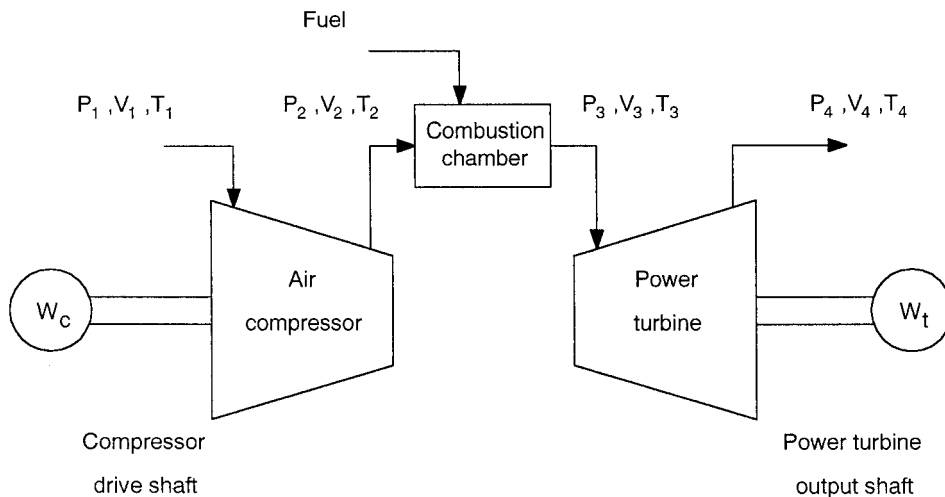 Fuel
P1 ,V1 ,T1
P2 ,V2 ,T2
Combustion
chamber
P3 ,V3 ,T3
P4 ,V4 ,T4
Air
compressor
Power
turbine
Wc
Wt
Compressor
drive shaft
Power turbine
output shaft